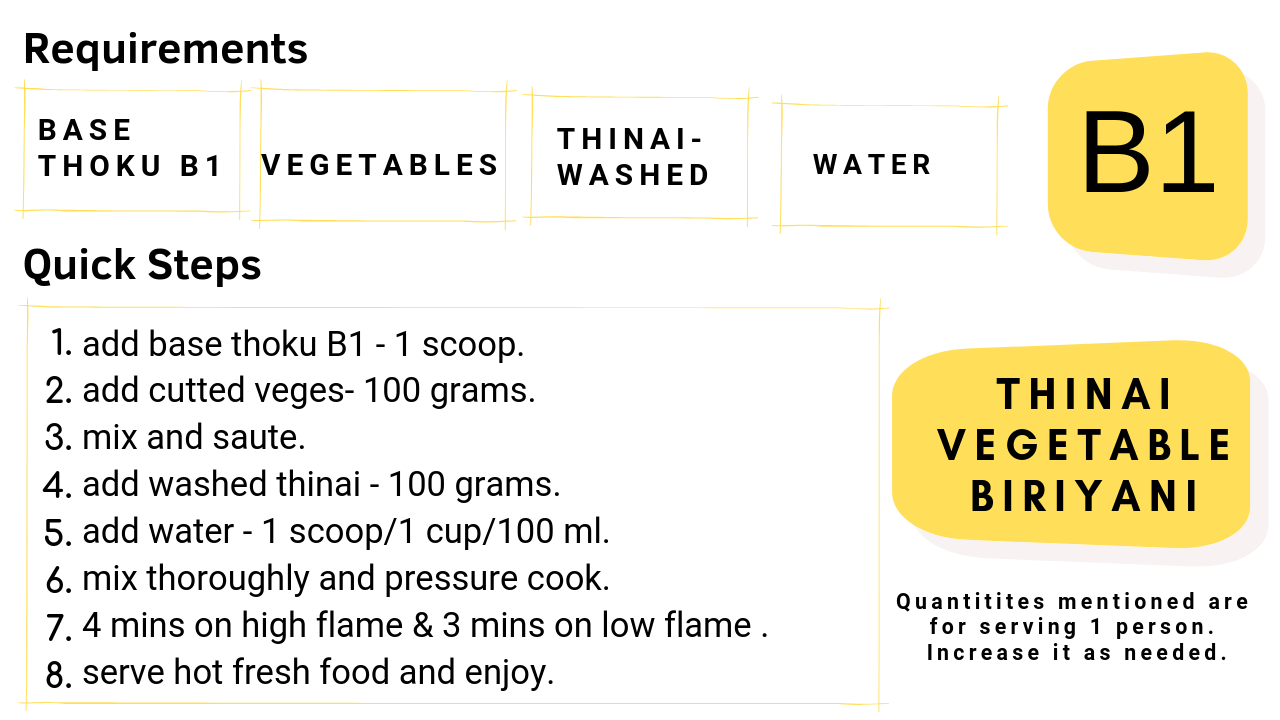 Requirements
BASE
THOKU B1
VEGETABLES
THINAI-
WASHED
WATER
B1
Quick Steps
1. add base thoku B1 - 1 scoop.
2. add cutted veges- 100 grams.
3. mix and saute.
4. add washed thinai - 100 grams.
5. add water - 1 scoop/1 cup/100 ml.
6. mix thoroughly and pressure cook.
7. 4 mins on high flame & 3 mins on low flame .
8. serve hot fresh food and enjoy.
THINAI
VEGETABLE
BIRIYANI
Quantitites mentioned are
for serving 1 person.
Increase it as needed.